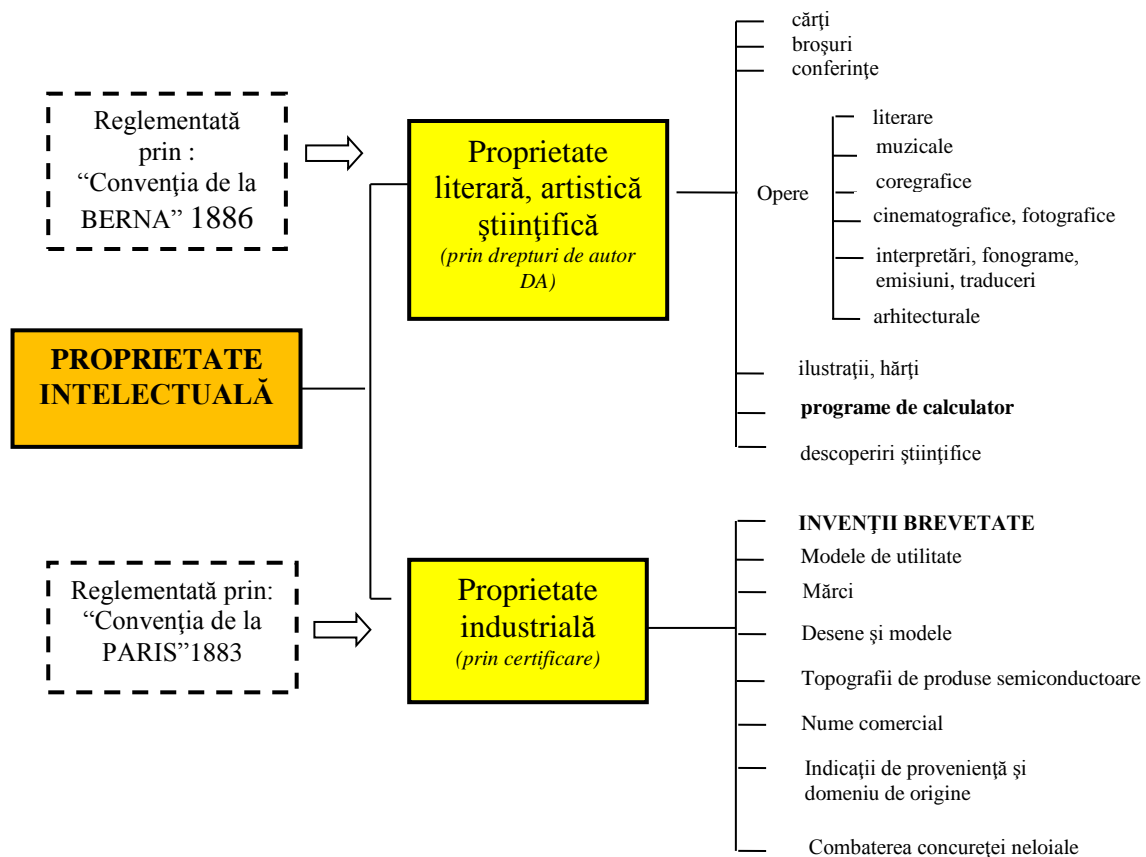 PROPRIETATE
INTELECTUALĂ
Reglementată
prin :
“Convenţia de la
BERNA” 1886
Proprietate
literară, artistică
ştiinţifică
(prin drepturi de autor
DA)
cărţi
broşuri
conferinţe
Opere
literare
muzicale
coregrafice
cinematografice, fotografice
interpretări, fonograme,
emisiuni, traduceri
arhitecturale
ilustraţii, hărţi
programe de calculator
descoperiri ştiinţifice
Reglementată prin:
“Convenţia de la
PARIS”1883
Proprietate
industrială
(prin certificare)
INVENŢII BREVETATE
Modele de utilitate
Mărci
Desene şi modele
Topografii de produse semiconductoare
Nume comercial
Indicaţii de provenienţă şi
domeniu de origine
Combaterea concureţei neloiale